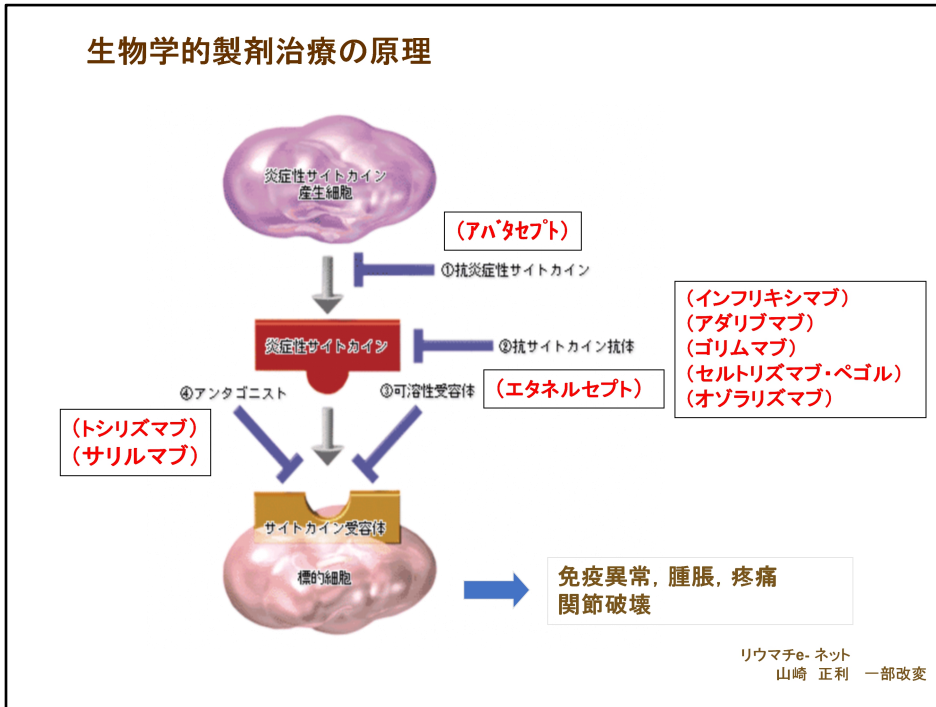 生物学的製剤治療の原理
炎症性サイトカイン
産生細胞
(アバタセプト)
①抗炎症性サイトカイン
(インフリキシマブ)
(アダリブマブ)
(ゴリムマブ)
(セルトリズマブ・ペゴル)
(オゾラリズマブ)
炎症性サイトカイン
②抗サイトカイン抗体
④アンタゴニスト
③可溶性受容体
(エタネルセプト)
(トシリズマブ)
(サリルマブ)
サイトカイン受容体
標的細胞
免疫異常, 腫脹, 疼痛
関節破壊
リウマチe- ネット
山崎 正利 一部改変